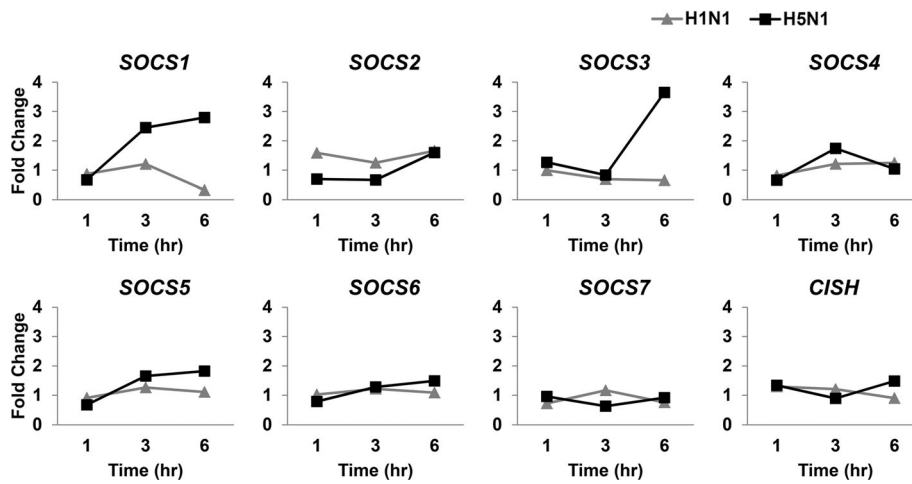 H1N1 H5N1
SOCS1 SOCS2 SOCS3 SOCS4
Fold Change
4 4 4 4
3 3 3 3
2 2 2 2
1 1 1 1
0 0 0 0
1 3 6 1 3 6 1 3 6 1 3 6
Time (hr) Time (hr) Time (hr) Time (hr)
SOCS5 SOCS6 SOCS7 CISH
Fold Change
4 4 4 4
3 3 3 3
2 2 2 2
1 1 1 1
0 0 0 0
1 3 6 1 3 6 1 3 6 1 3 6
Time (hr) Time (hr) Time (hr) Time (hr)